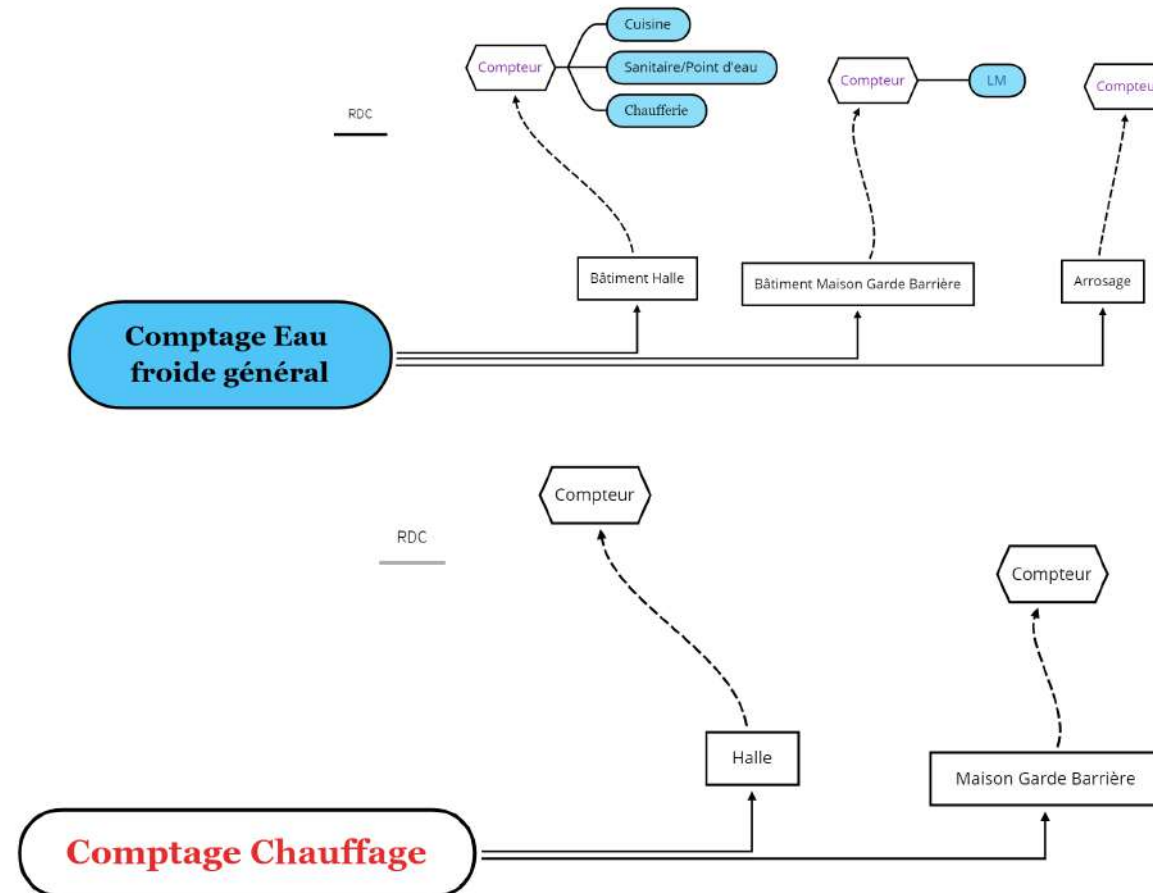 Cuisine
Compteur
Sanitaire/Point d'eau
Compteur
LM
Compteur
Chaufferie
RDC
Bâtiment Halle
Bâtiment Maison Garde Barrière
Arrosage
Comptage Eau
froide général
Compteur
RDC
Compteur
Halle
Maison Garde Barrière
Comptage Chauffage